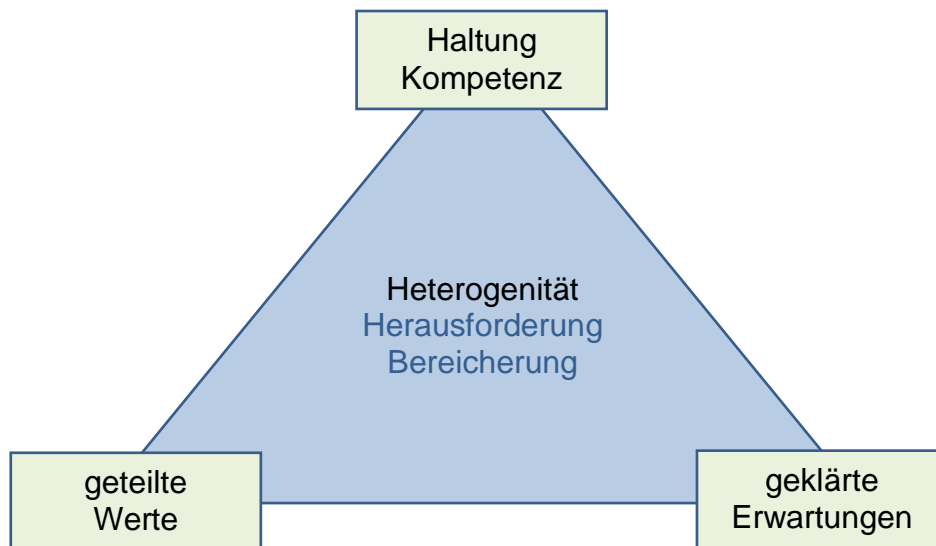 Haltung
Kompetenz
Heterogenität
Herausforderung
Bereicherung
geteilte
Werte
geklärte
Erwartungen